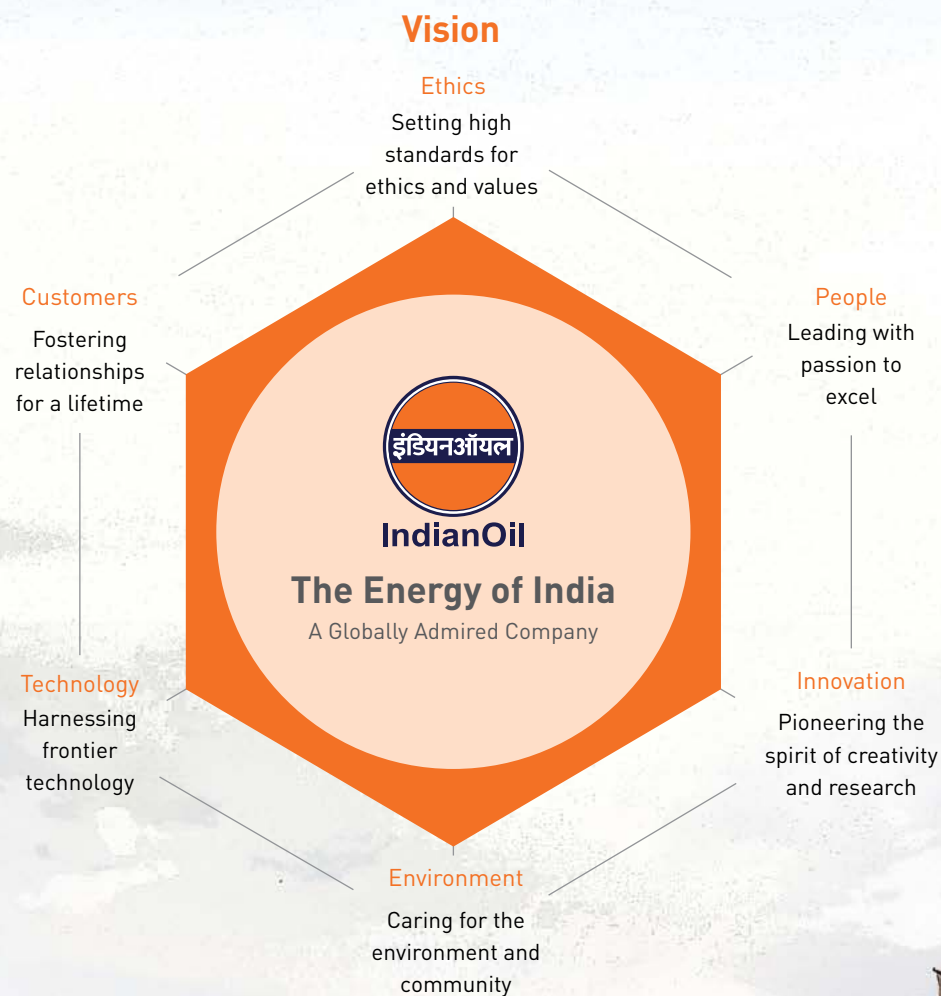 Vision
Ethics
Setting high
standards for
ethics and values
Customers
Fostering
relationships
for a lifetime
People
Leading with
passion to
excel
इंडियनऑयल
IndianOil
The Energy of India
A Globally Admired Company
Technology
Harnessing
frontier
technology
Innovation
Pioneering the
spirit of creativity
and research
Environment
Caring for the
environment and
community